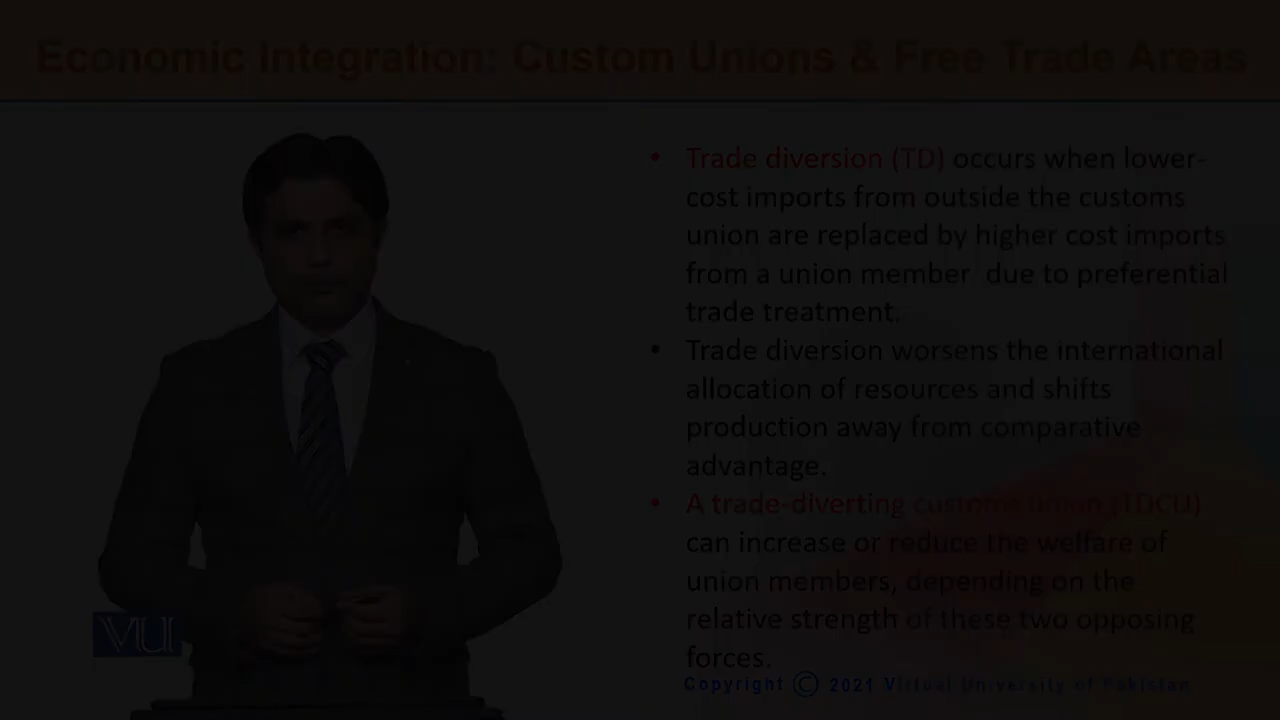 Economic Integration: Custom Unions & Free Trade Areas
• Trade diversion (TD) occurs when lower-
cost imports from outside the customs
union are replaced by higher cost imports
from a union member due to preferential
trade treatment.
• Trade diversion worsens the international
allocation of resources and shifts
production away from comparative
advantage.
• A trade-diverting customs union (TDCU)
can increase or reduce the welfare of
union members, depending on the
relative strength of these two opposing
forces.
VU
Copyright © 2021 Virtual University of Pakistan